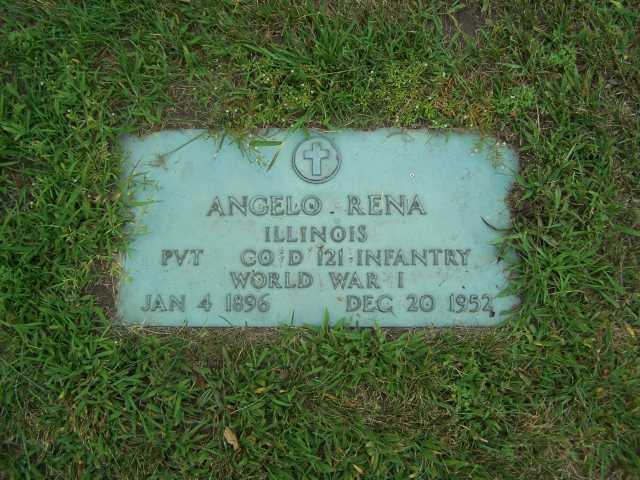 ANGELO RENA
ILLINOIS
PVT CO D 121 INFANTRY
WORLD WAR I
JAN 4 1896 DEC 20 1952